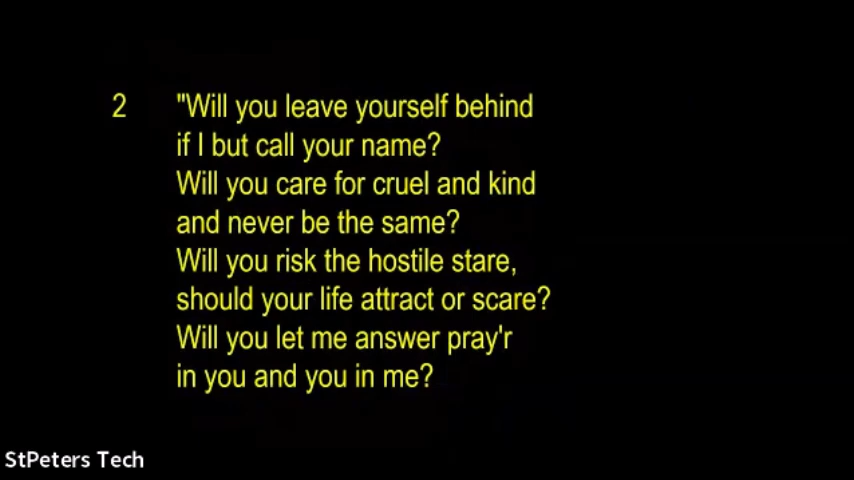 2 "Will you leave yourself behind
if I but call your name?
Will you care for cruel and kind
and never be the same?
Will you risk the hostile stare,
should your life attract or scare?
Will you let me answer pray'r
in you and you in me?
StPeters Tech